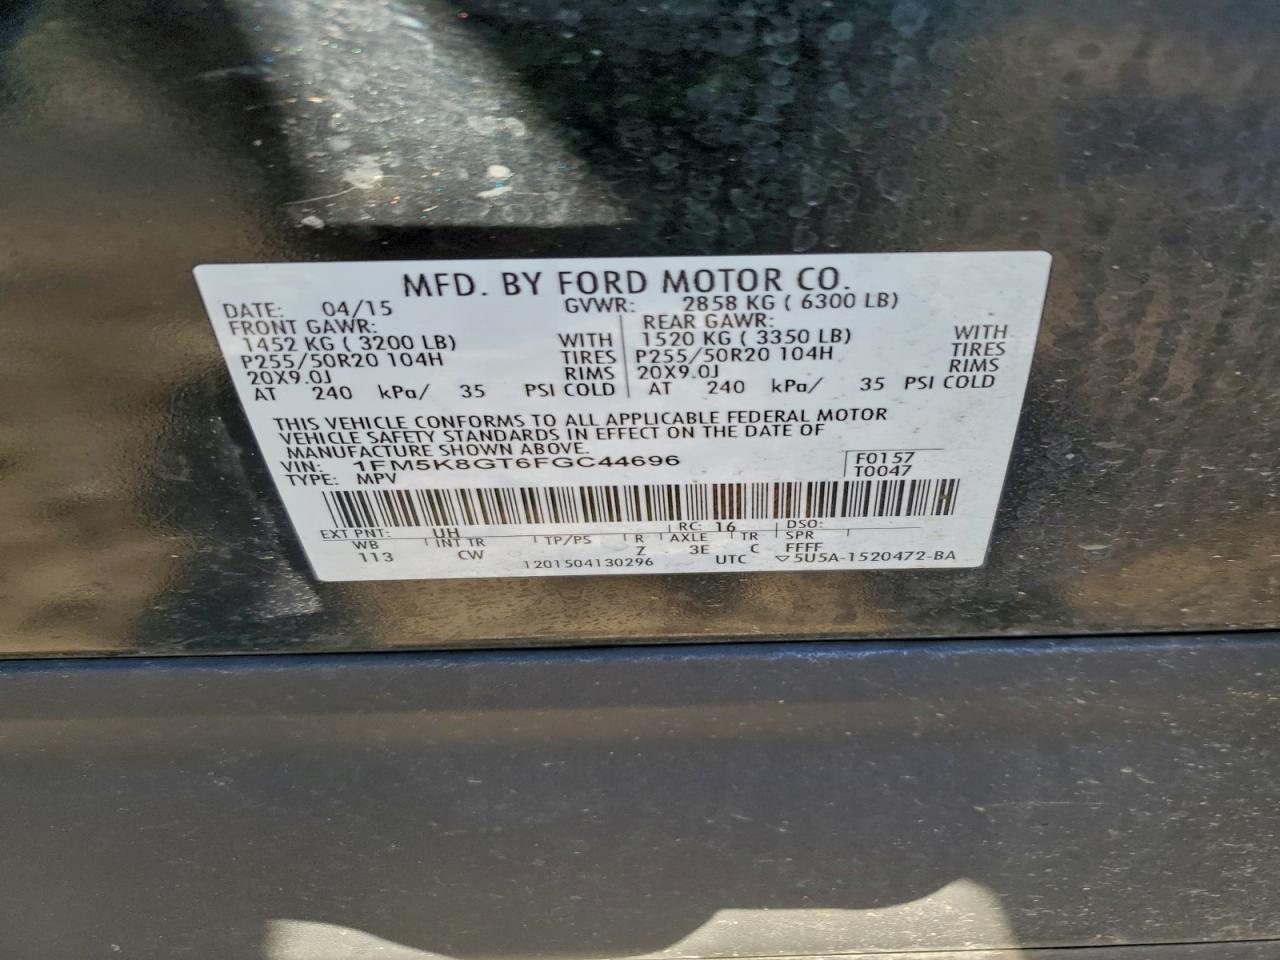 MFD. BY FORD MOTOR CO.
DATE: 04/15 GVWR: 2858 KG ( 6300 LB)
FRONT GAWR: REAR GAWR:
1452 KG ( 3200 LB) WITH 1520 KG ( 3350 LB) WITH
P255/50R20 104H TIRES P255/50R20 104H TIRES
20X9.0J RIMS 20X9.0J RIMS
AT 240 kPa/ 35 PSI COLD AT 240 kPa/ 35 PSI COLD
THIS VEHICLE CONFORMS TO ALL APPLICABLE FEDERAL MOTOR
VEHICLE SAFETY STANDARDS IN EFFECT ON THE DATE OF
MANUFACTURE SHOWN ABOVE.
VIN: 1FM5K8GT6FGC44696 F0157
TYPE: MPV T0047
EXT PNT: UH RC: 16 DSO:
WB INT TR TP/PS R AXLE TR SPR
113 CW Z 3E C FFFF
1201504130296 UTC ▽5U5A-1520472-BA